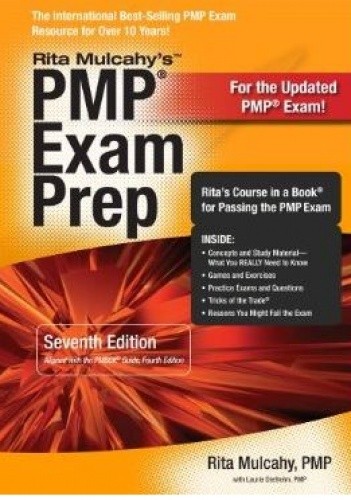 The International Best-Selling PMP Exam
Resource for Over 10 Years!
Rita Mulcahy's™
PMP®
Exam
Prep
For the Updated
PMP® Exam!
Rita's Course in a Book®
for Passing the PMP Exam
INSIDE:
• Concepts and Study Material—
What You REALLY Need to Know
• Games and Exercises
• Practice Exams and Questions
• Tricks of the Trade®
• Reasons You Might Fail the Exam
Seventh Edition
Aligned with the PMBOK® Guide, Fourth Edition
Rita Mulcahy, PMP
with Laurie Diethelm, PMP